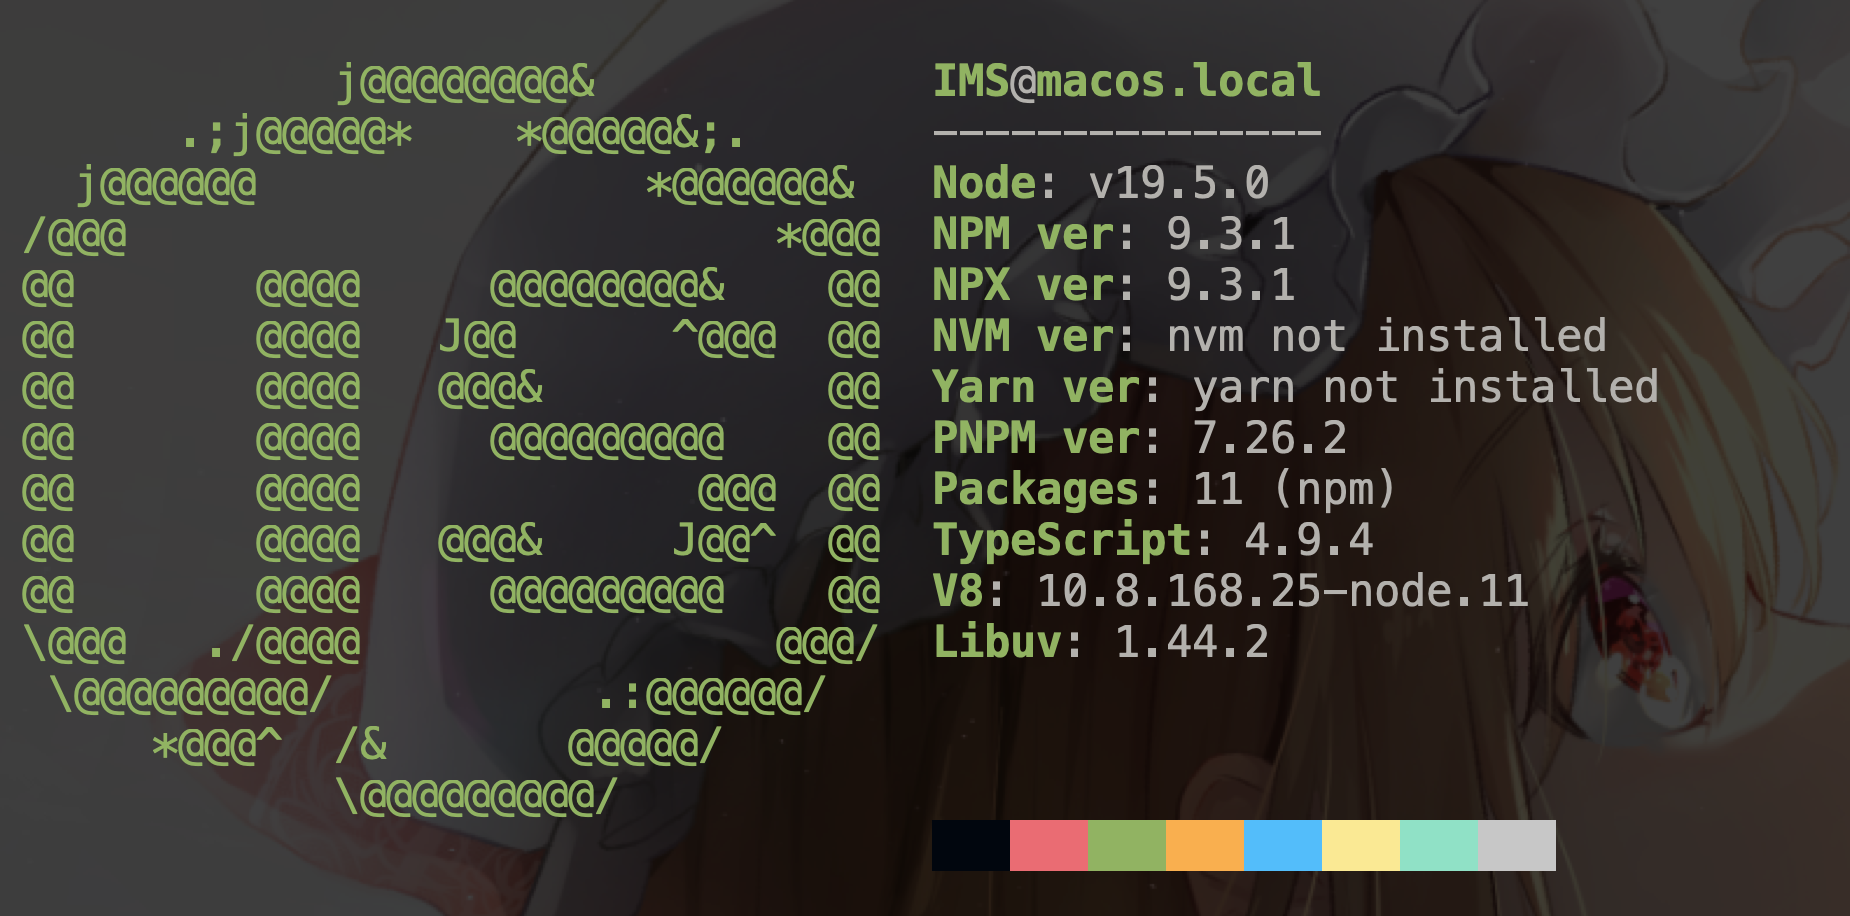 j@@@@@@@@&
          .;j@@@@@*    *@@@@@&;.
      j@@@@@@               *@@@@@@&
/@@@                         *@@@
@@       @@@@     @@@@@@@@&    @@
@@       @@@@   J@@      ^@@@  @@
@@       @@@@   @@@&           @@
@@       @@@@     @@@@@@@@@    @@
@@       @@@@             @@@  @@
@@       @@@@   @@@&     J@@^  @@
@@       @@@@     @@@@@@@@@    @@
\@@@   ./@@@@                @@@/
 \@@@@@@@@@/          .:@@@@@@/
     *@@@^  /&       @@@@@/
            \@@@@@@@@@/
IMS@macos.local
---------------
Node: v19.5.0
NPM ver: 9.3.1
NPX ver: 9.3.1
NVM ver: nvm not installed
Yarn ver: yarn not installed
PNPM ver: 7.26.2
Packages: 11 (npm)
TypeScript: 4.9.4
V8: 10.8.168.25-node.11
Libuv: 1.44.2